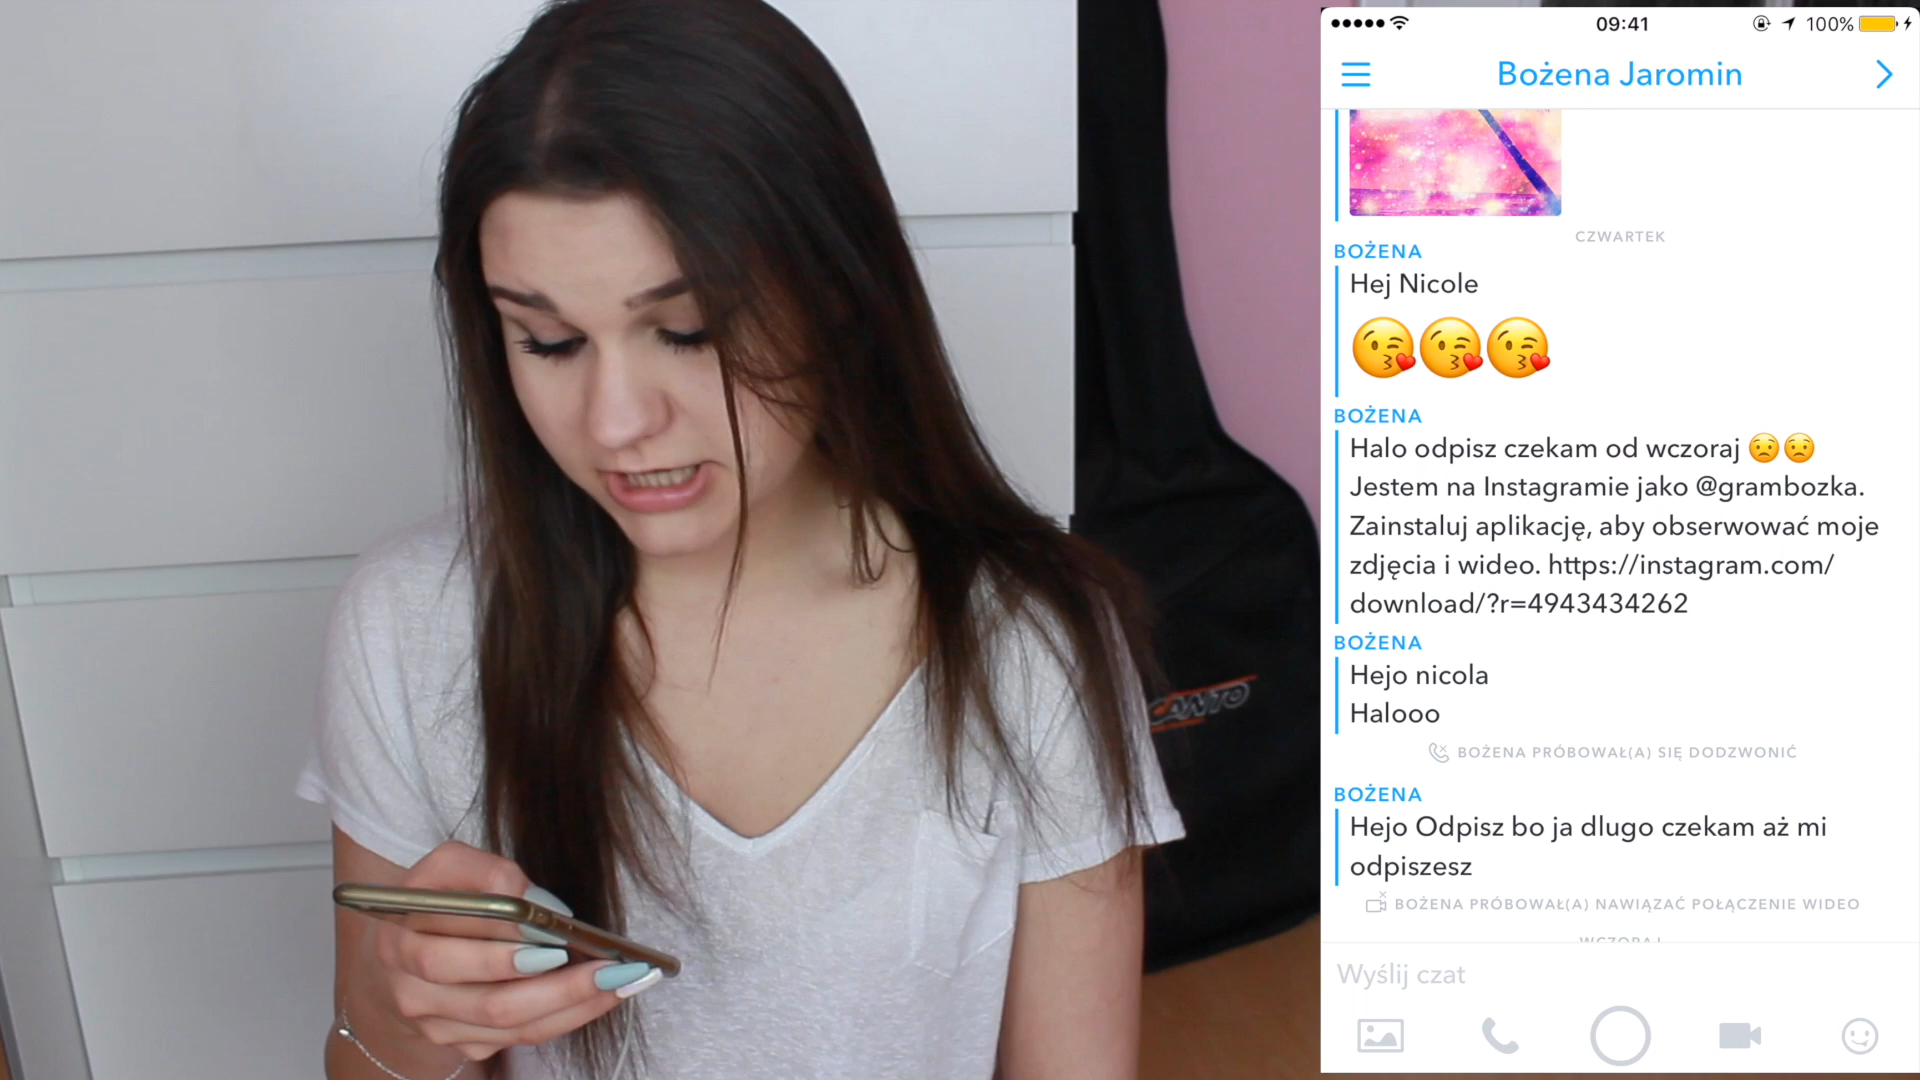 09:41
100%
Bożena Jaromin
CZWARTEK
BOŻENA
Hej Nicole
BOŻENA
Halo odpisz czekam od wczoraj
Jestem na Instagramie jako @grambozka.
Zainstaluj aplikację, aby obserwować moje
zdjęcia i wideo. https://instagram.com/
download/?r=4943434262
BOŻENA
Hejo nicola
Halooo
BOŻENA PRÓBOWAŁ(A) SIĘ DODZWONIĆ
BOŻENA
Hejo Odpisz bo ja dlugo czekam aż mi
odpiszesz
BOŻENA PRÓBOWAŁ(A) NAWIĄZAĆ POŁĄCZENIE WIDEO
WCZORAJ
Wyślij czat
CANTO